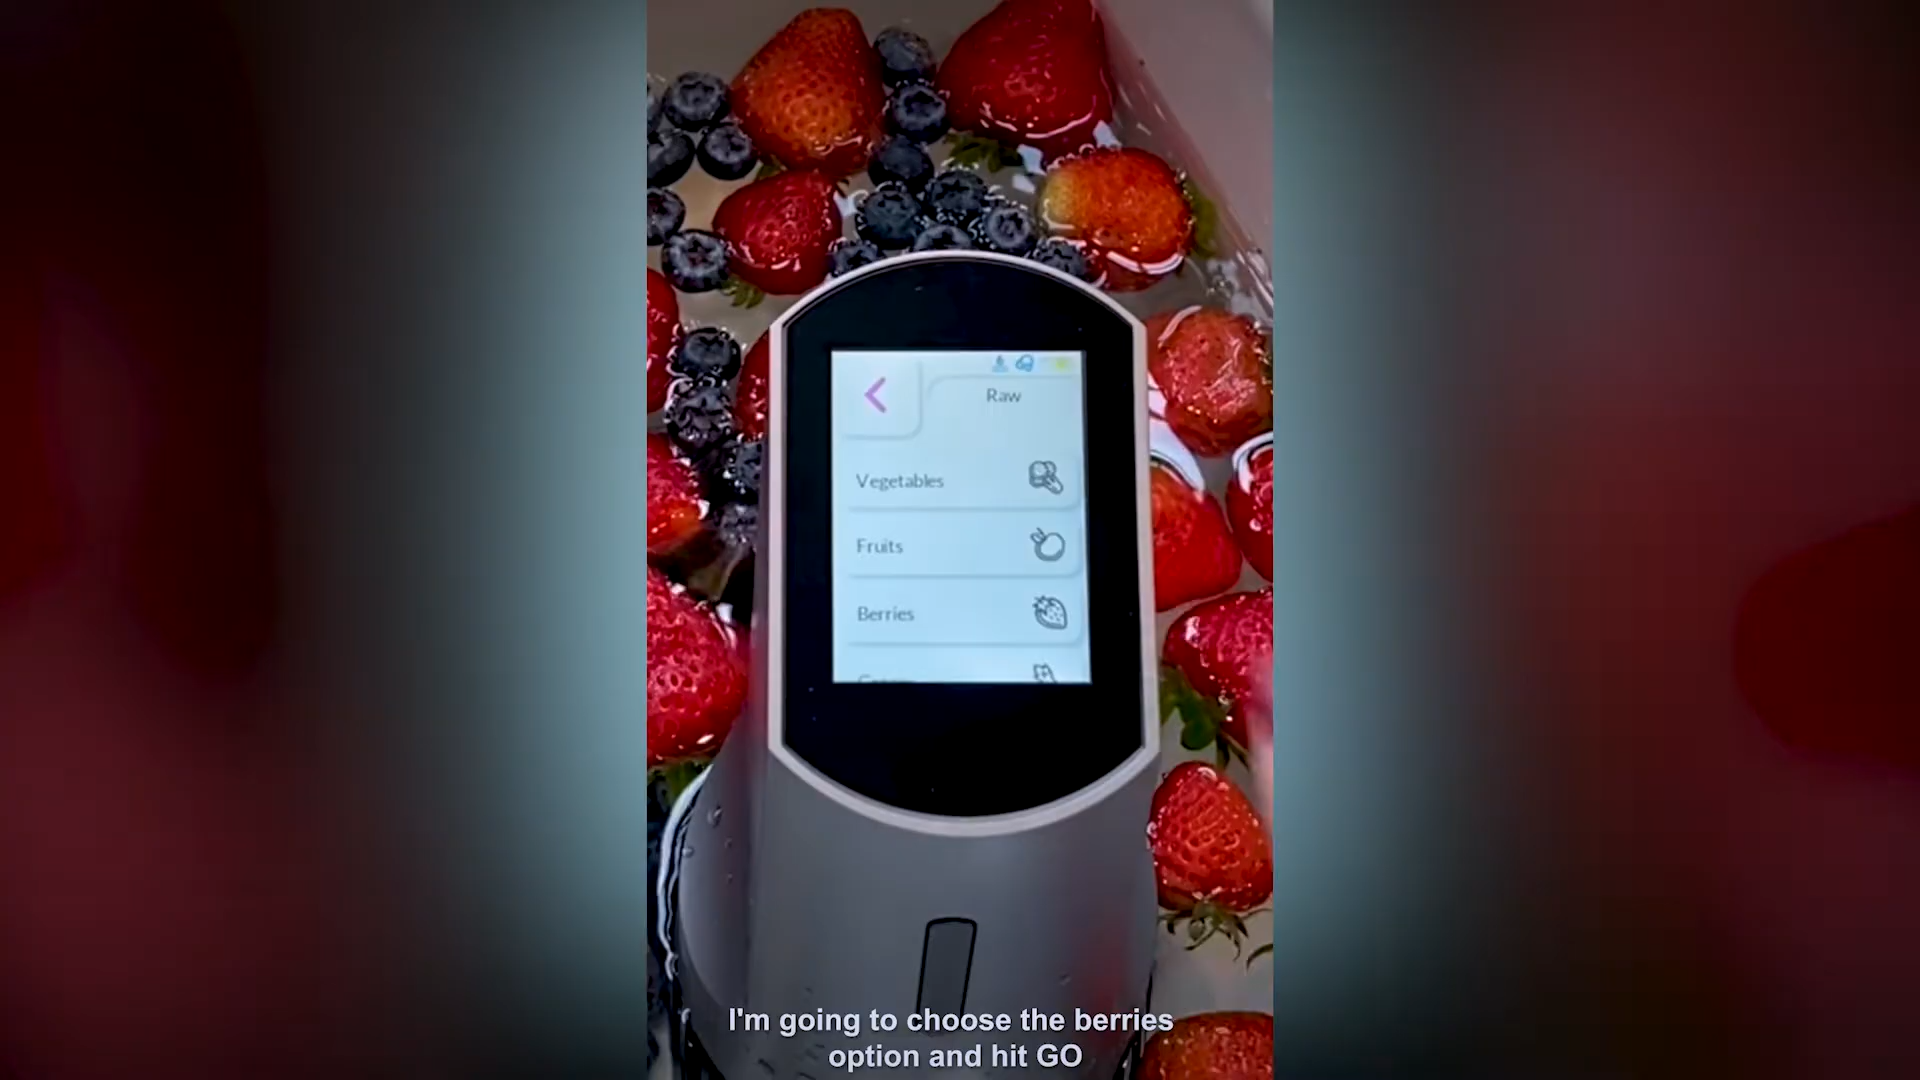 Raw
Vegetables
Fruits
Berries
I'm going to choose the berries
option and hit GO